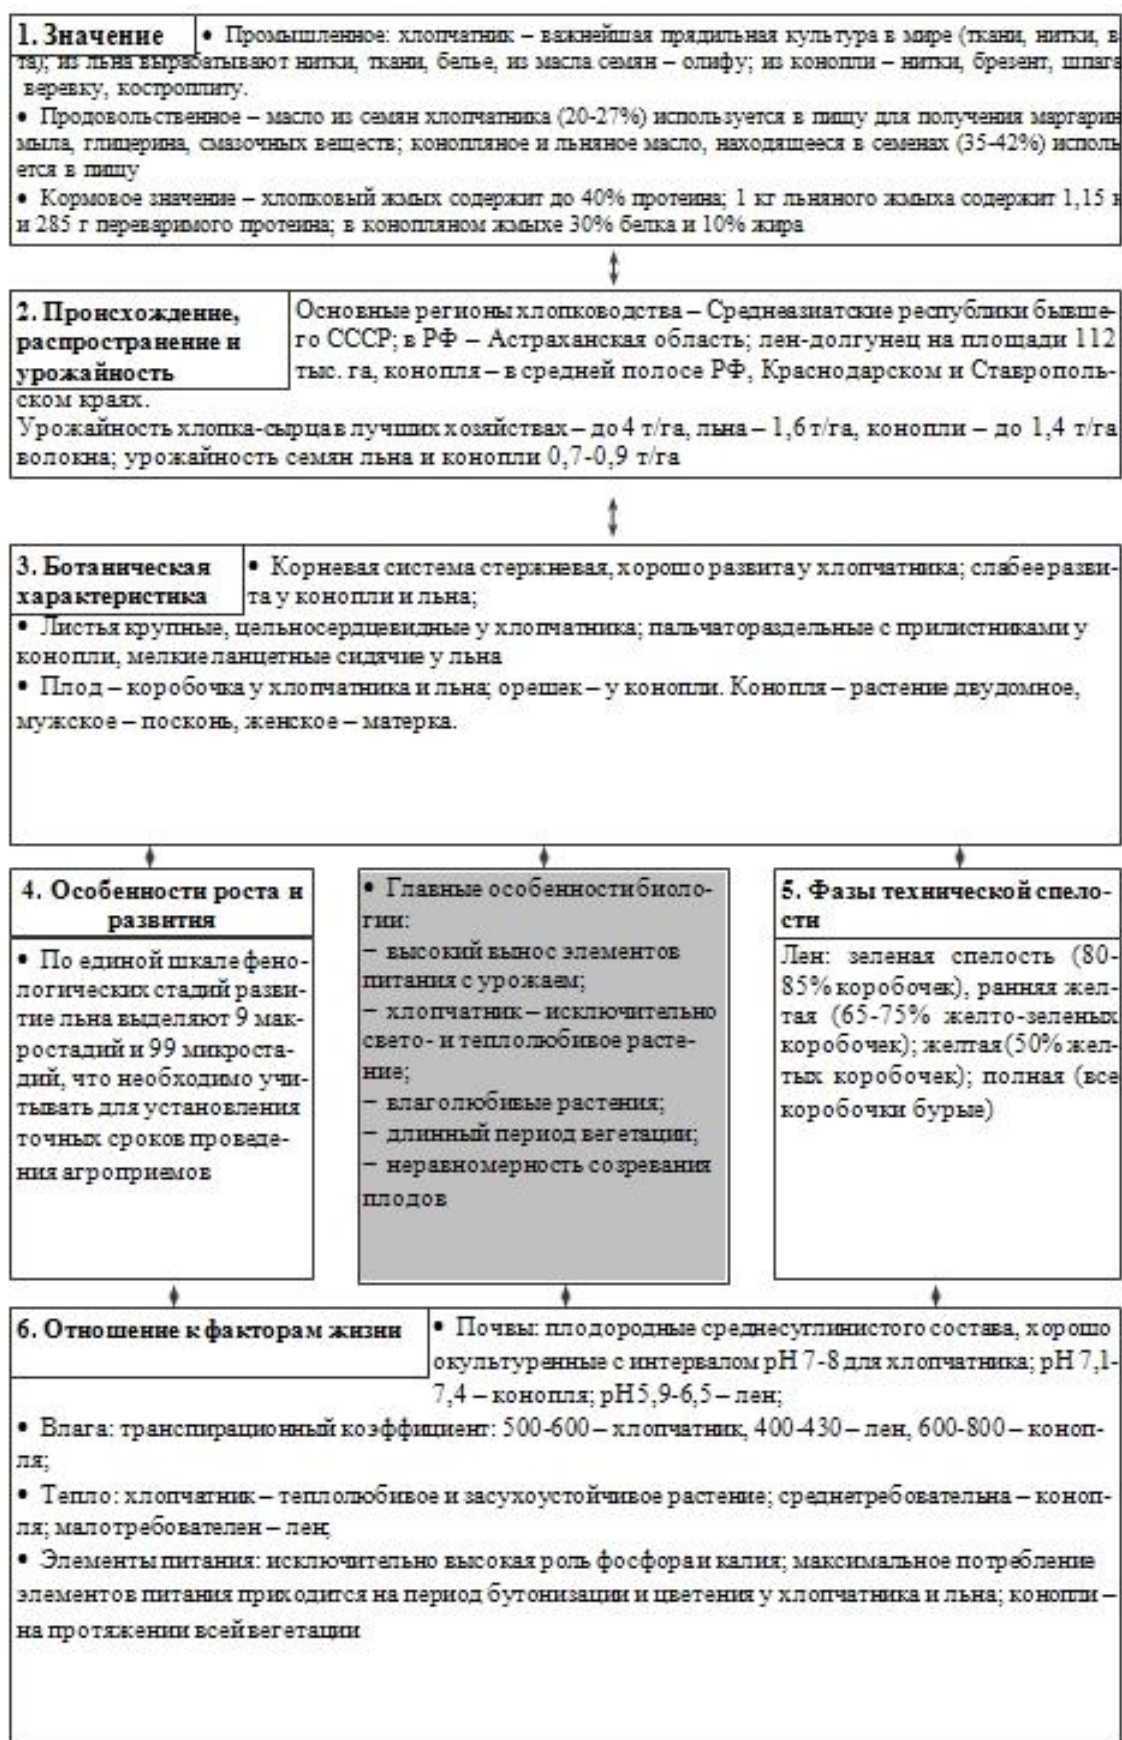 1. Значение
• Промышленное: хлопчатник – важнейшая прядильная культура в мире (ткани, нитки, ва
та); из льна вырабатывают нитки, ткани, белье, из масла семян – олифу; из конопли – нитки, брезент, шпага
веревку, костроплиту.
• Продовольственное – масло из семян хлопчатника (20-27%) используется в пищу для получения маргарин
мыла, глицерина, смазочных веществ; конопляное и льняное масло, находящееся в семенах (35-42%) исполь
ется в пищу
• Кормовое значение – хлопковый жмых содержит до 40% протеина; 1 кг льняного жмыха содержит 1,15 к
и 285 г переваримого протеина; в конопляном жмыхе 30% белка и 10% жира
2. Происхождение,
распространение и
урожайность
Основные регионы хлопководства – Среднеазиатские республики бывше-
го СССР; в РФ – Астраханская область; лен-долгунец на площади 112
тыс. га, конопля – в средней полосе РФ, Краснодарском и Ставрополь-
ском краях.
Урожайность хлопка-сырца в лучших хозяйствах – до 4 т/га, льна – 1,6 т/га, конопли – до 1,4 т/га
волокна; урожайность семян льна и конопли 0,7-0,9 т/га
3. Ботаническая
характеристика
• Корневая система стержневая, хорошо развита у хлопчатника; слабее разви-
та у конопли и льна;
• Листья крупные, цельносердцевидные у хлопчатника; пальчатораздельные с прилистниками у
конопли, мелкие ланцетные сидячие у льна
• Плод – коробочка у хлопчатника и льна; орешек – у конопли. Конопля – растение двудомное,
мужское – посконь, женское – матерка.
4. Особенности роста и
развития
• По единой шкале фено-
логических стадий разви-
тие льна выделяют 9 мак-
ростадий и 99 микроста-
дий, что необходимо учи-
тывать для установления
точных сроков проведе-
ния агроприемов
• Главные особенности биоло-
гии:
– высокий вынос элементов
питания с урожаем;
– хлопчатник – исключительно
свето- и теплолюбивое расте-
ние;
– влаголюбивые растения;
– длинный период вегетации;
– неравномерность созревания
плодов
5. Фазы технической спело-
сти
Лен: зеленая спелость (80-
85% коробочек), ранняя жел-
тая (65-75% желто-зеленых
коробочек); желтая (50% жел-
тых коробочек); полная (все
коробочки бурые)
6. Отношение к факторам жизни
• Почвы: плодородные среднесуглинистого состава, хорошо
окультуренные с интервалом рН 7-8 для хлопчатника; рН 7,1-
7,4 – конопля; рН 5,9-6,5 – лен;
• Влага: транспирационный коэффициент: 500-600 – хлопчатник, 400-430 – лен, 600-800 – коноп-
ля;
• Тепло: хлопчатник – теплолюбивое и засухоустойчивое растение; среднетребовательна – коноп-
ля; малотребователен – лен;
• Элементы питания: исключительно высокая роль фосфора и калия; максимальное потребление
элементов питания приходится на период бутонизации и цветения у хлопчатника и льна; конопли –
на протяжении всей вегетации